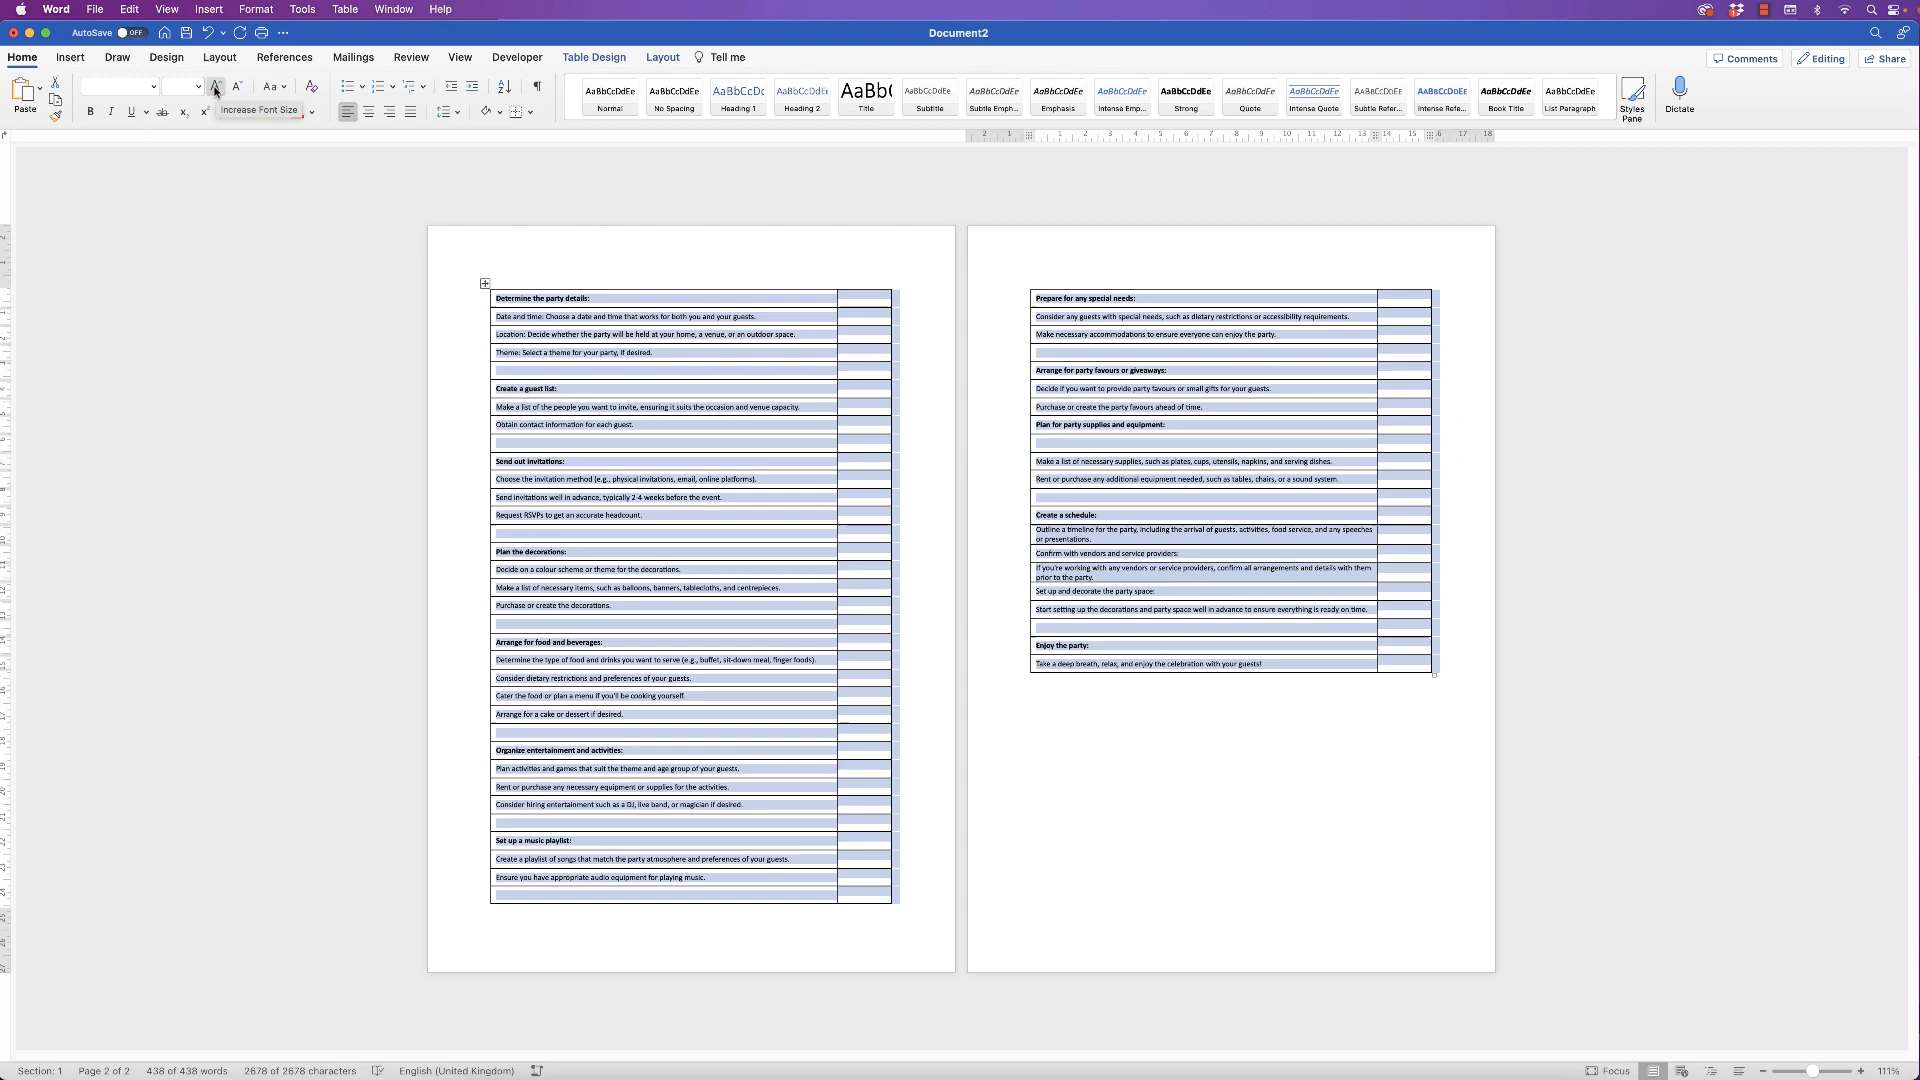 Word File Edit View Insert Format Tools Table Window Help
AutoSave OFF
Document2
Home Insert Draw Design Layout References Mailings Review View Developer Table Design Layout Tell me
Comments Editing Share
Paste
Increase Font Size
AaBbCcDdEe AaBbCcDdEe AaBbCcDc AaBbCcDdEe AaBb( AaBbCcDdEe AaBbCcDdEe AaBbCcDdEe AaBbCcDdEe AaBbCcDdEe AaBbCcDdEe AaBbCcDdEe AaBbCcDdEe AaBbCcDdEe AaBbCcDdEe AaBbCcDdEe
Normal No Spacing Heading 1 Heading 2 Title Subtitle Subtle Emph... Emphasis Intense Emp... Strong Quote Intense Quote Subtle Refer... Intense Refe... Book Title List Paragraph
Styles Pane
Dictate
Determine the party details:
Date and time: Choose a date and time that works for both you and your guests.
Location: Decide whether the party will be held at your home, a venue, or an outdoor space.
Theme: Select a theme for your party, if desired.
Create a guest list:
Make a list of the people you want to invite, ensuring it suits the occasion and venue capacity.
Obtain contact information for each guest.
Send out invitations:
Choose the invitation method (e.g., physical invitations, email, online platforms).
Send invitations well in advance, typically 2-4 weeks before the event.
Request RSVPs to get an accurate headcount.
Plan the decorations:
Decide on a colour scheme or theme for the decorations.
Make a list of necessary items, such as balloons, banners, tablecloths, and centrepieces.
Purchase or create the decorations.
Arrange for food and beverages:
Determine the type of food and drinks you want to serve (e.g., buffet, sit-down meal, finger foods).
Consider dietary restrictions and preferences of your guests.
Cater the food or plan a menu if you'll be cooking yourself.
Arrange for a cake or dessert if desired.
Organize entertainment and activities:
Plan activities and games that suit the theme and age group of your guests.
Rent or purchase any necessary equipment or supplies for the activities.
Consider hiring entertainment such as a DJ, live band, or magician if desired.
Set up a music playlist:
Create a playlist of songs that match the party atmosphere and preferences of your guests.
Ensure you have appropriate audio equipment for playing music.
Prepare for any special needs:
Consider any guests with special needs, such as dietary restrictions or accessibility requirements.
Make necessary accommodations to ensure everyone can enjoy the party.
Arrange for party favours or giveaways:
Decide if you want to provide party favours or small gifts for your guests.
Purchase or create the party favours ahead of time.
Plan for party supplies and equipment:
Make a list of necessary supplies, such as plates, cups, utensils, napkins, and serving dishes.
Rent or purchase any additional equipment needed, such as tables, chairs, or a sound system.
Create a schedule:
Outline a timeline for the party, including the arrival of guests, activities, food service, and any speeches
or presentations.
Confirm with vendors and service providers:
If you're working with any vendors or service providers, confirm all arrangements and details with them
prior to the party.
Set up and decorate the party space:
Start setting up the decorations and party space well in advance to ensure everything is ready on time.
Enjoy the party:
Take a deep breath, relax, and enjoy the celebration with your guests!
Section: 1 Page 2 of 2 438 of 438 words 2678 of 2678 characters English (United Kingdom) Focus 111%